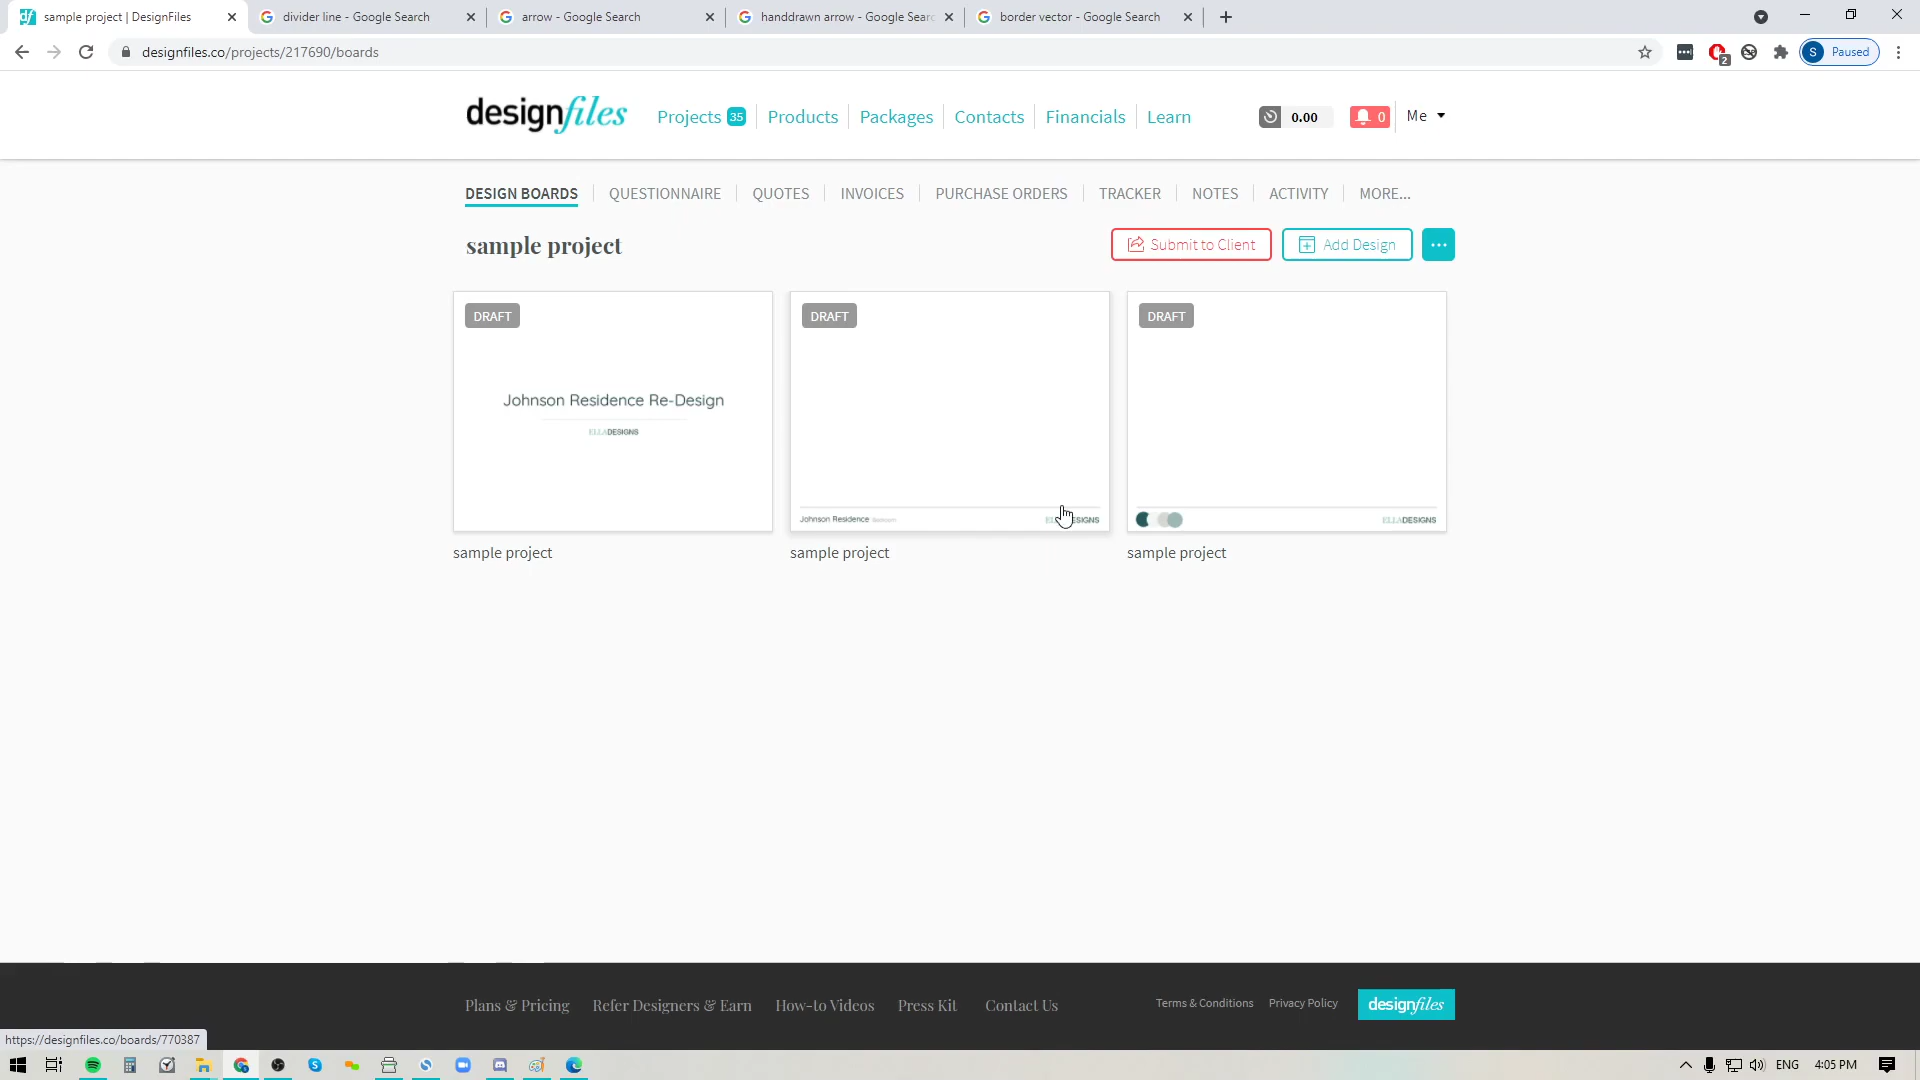 sample project | DesignFiles
divider line - Google Search
arrow - Google Search
handdrawn arrow - Google Searc
border vector - Google Search
designfiles.co/projects/217690/boards
2
S Paused
designfiles
Projects 35
Products
Packages
Contacts
Financials
Learn
0.00
0
Me
DESIGN BOARDS
QUESTIONNAIRE
QUOTES
INVOICES
PURCHASE ORDERS
TRACKER
NOTES
ACTIVITY
MORE...
sample project
Submit to Client
Add Design
DRAFT
Johnson Residence Re-Design
ELLADESIGNS
sample project
DRAFT
Johnson Residence
sample project
DRAFT
ELLADESIGNS
sample project
Plans & Pricing
Refer Designers & Earn
How-to Videos
Press Kit
Contact Us
Terms & Conditions
Privacy Policy
designfiles
https://designfiles.co/boards/770387
ENG
4:05 PM